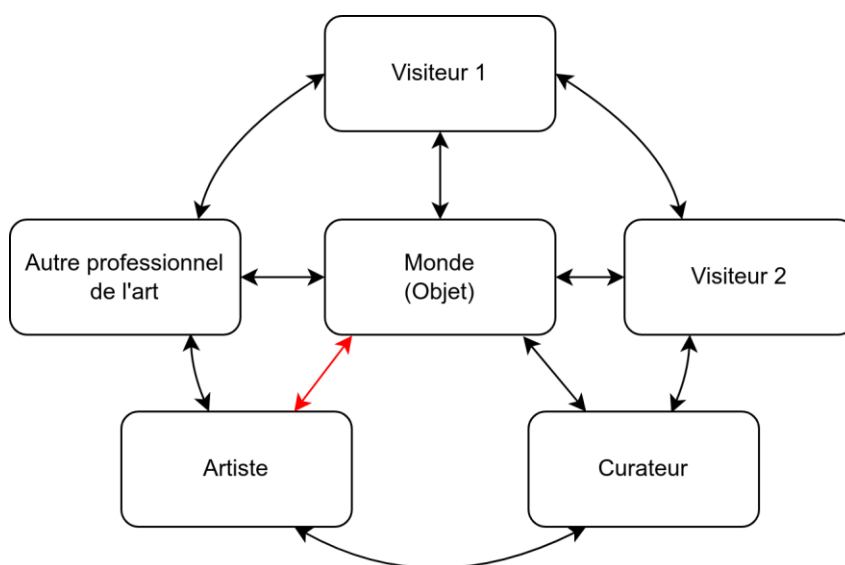 Visiteur 1
Autre professionnel
de l'art
Monde
(Objet)
Visiteur 2
Artiste
Curateur